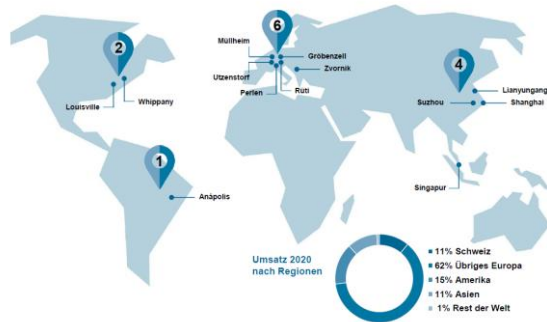 2
Louisville
Whippany
1
Anápolis
6
Müllheim
Gröbenzell
Utzenstorf
Zvornik
Perlen
Rüti
4
Lianyungang
Suzhou
Shanghai
Singapur
Umsatz 2020
nach Regionen
11% Schweiz
62% Übriges Europa
15% Amerika
11% Asien
1% Rest der Welt